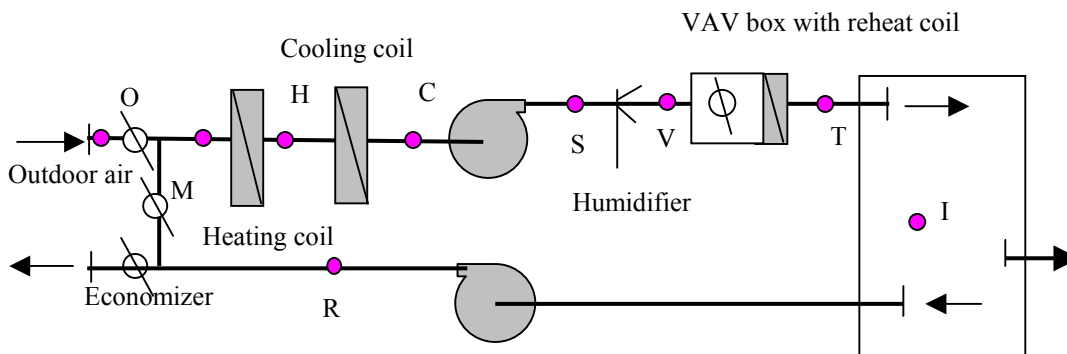 VAV box with reheat coil
Cooling coil
O
H
C
S
V
T
Outdoor air
M
Humidifier
I
Heating coil
Economizer
R